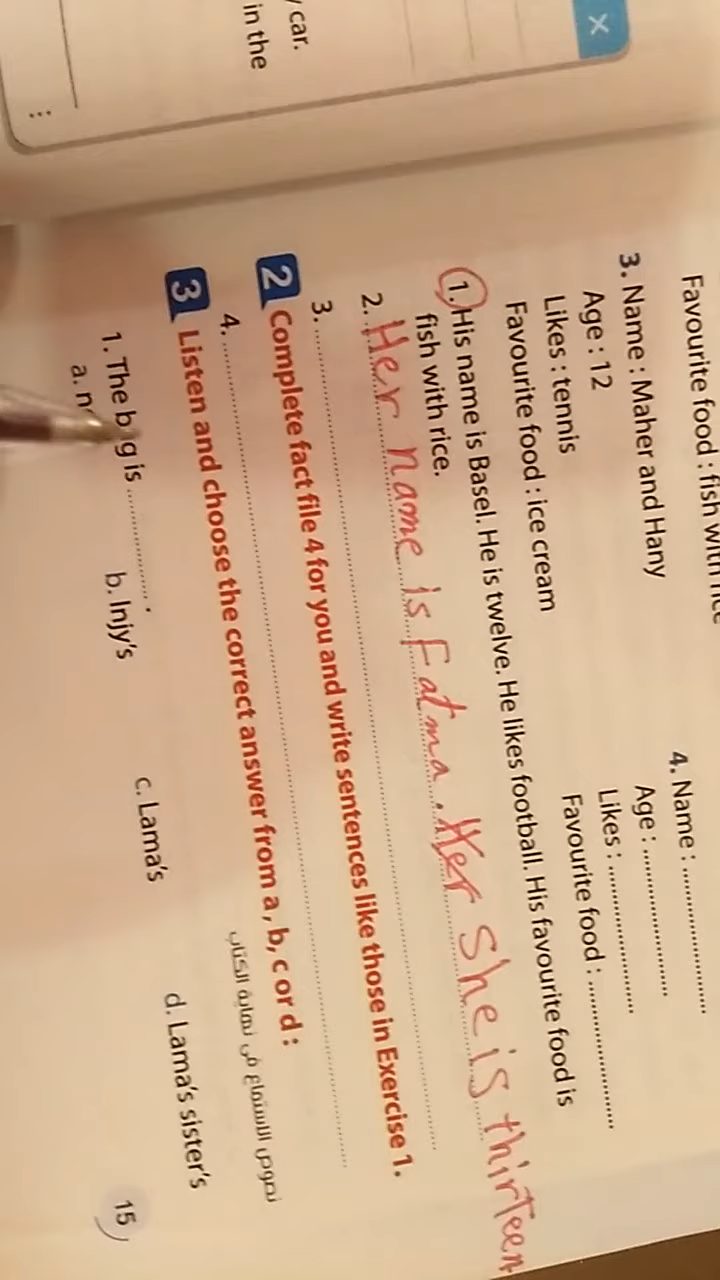 / car.
in the
Favourite food : fish with rice
3. Name : Maher and Hany
Age : 12
Likes : tennis
Favourite food : ice cream
4. Name : ....................
Age : ....................
Likes : ....................
Favourite food : ....................
1. His name is Basel. He is twelve. He likes football. His favourite food is
fish with rice.
2. Her name is Fatma. Her She is thirteen
3. ....................
2 Complete fact file 4 for you and write sentences like those in Exercise 1.
4. ....................
3 Listen and choose the correct answer from a, b, c or d :
نصوص الاستماع في نهاية الكتاب
1. The bag is .................... .
a.
b. Injy's
c. Lama's
d. Lama's sister's
15